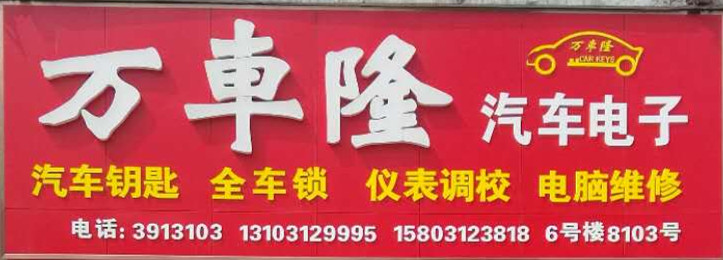 万車隆
万车隆
CAR KEYS
汽车电子
汽车钥匙 全车锁 仪表调校 电脑维修
电话: 3913103 13103129995 15803123818 6号楼8103号